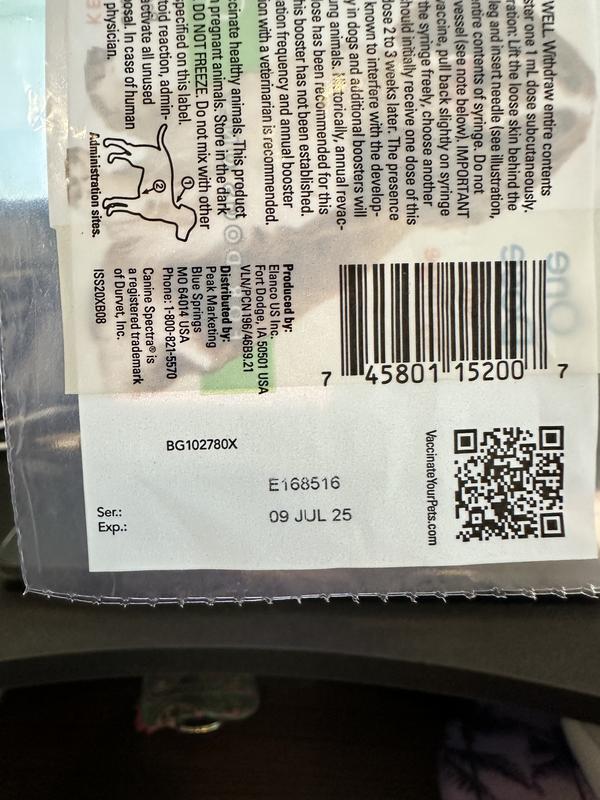 WELL. Withdraw entire contents
ster one 1 mL dose subcutaneously.
ration: Lift the loose skin behind the
leg and insert needle (see illustration,
entire contents of syringe. Do not
vessel (see note below). IMPORTANT
vaccine, pull back slightly on syringe
the syringe freely, choose another
should initially receive one dose of this
dose 2 to 3 weeks later. The presence
known to interfere with the develop-
y in dogs and additional boosters will
ung animals. Historically, annual revac-
dose has been recommended for this
his booster has not been established.
ation frequency and annual booster
on with a veterinarian is recommended.
cinate healthy animals. This product
n pregnant animals. Store in the dark
DO NOT FREEZE. Do not mix with other
specified on this label.
toid reaction, admin-
activate all unused
osal. In case of human
physician.
1
2
Administration sites.
Produced by:
Elanco US Inc.
Fort Dodge, IA 50501 USA
VLN/PCN 196/46B9.21
Distributed by:
Peak Marketing
Blue Springs
MO 64014 USA
Phone: 1-800-821-5570
Canine Spectra® is
a registered trademark
of Durvet, Inc.
ISS20XB08
7 45801 15200 7
VaccinateYourPets.com
BG102780X
E168516
Ser.:
Exp.: 09 JUL 25